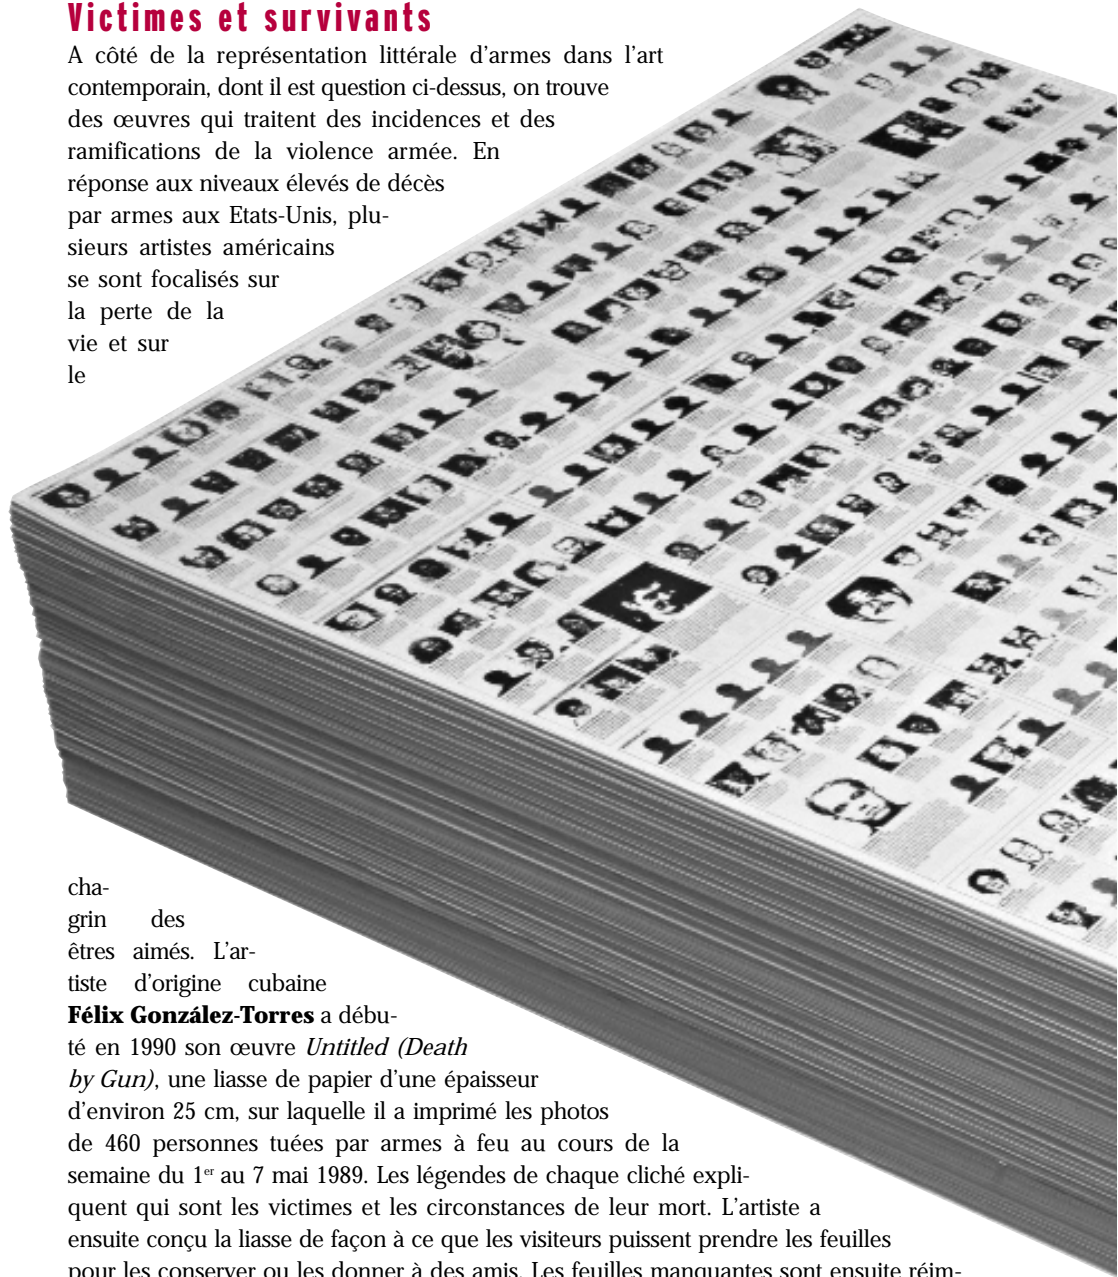 Victimes et survivants
A côté de la représentation littérale d'armes dans l'art
contemporain, dont il est question ci-dessus, on trouve
des œuvres qui traitent des incidences et des
ramifications de la violence armée. En
réponse aux niveaux élevés de décès
par armes aux Etats-Unis, plu-
sieurs artistes américains
se sont focalisés sur
la perte de la
vie et sur
le
cha-
grin des
êtres aimés. L'ar-
tiste d'origine cubaine
Félix González-Torres a débu-
té en 1990 son œuvre Untitled (Death
by Gun), une liasse de papier d'une épaisseur
d'environ 25 cm, sur laquelle il a imprimé les photos
de 460 personnes tuées par armes à feu au cours de la
semaine du 1er au 7 mai 1989. Les légendes de chaque cliché expli-
quent qui sont les victimes et les circonstances de leur mort. L'artiste a
ensuite conçu la liasse de façon à ce que les visiteurs puissent prendre les feuilles
pour les conserver ou les donner à des amis. Les feuilles manquantes sont ensuite réim-